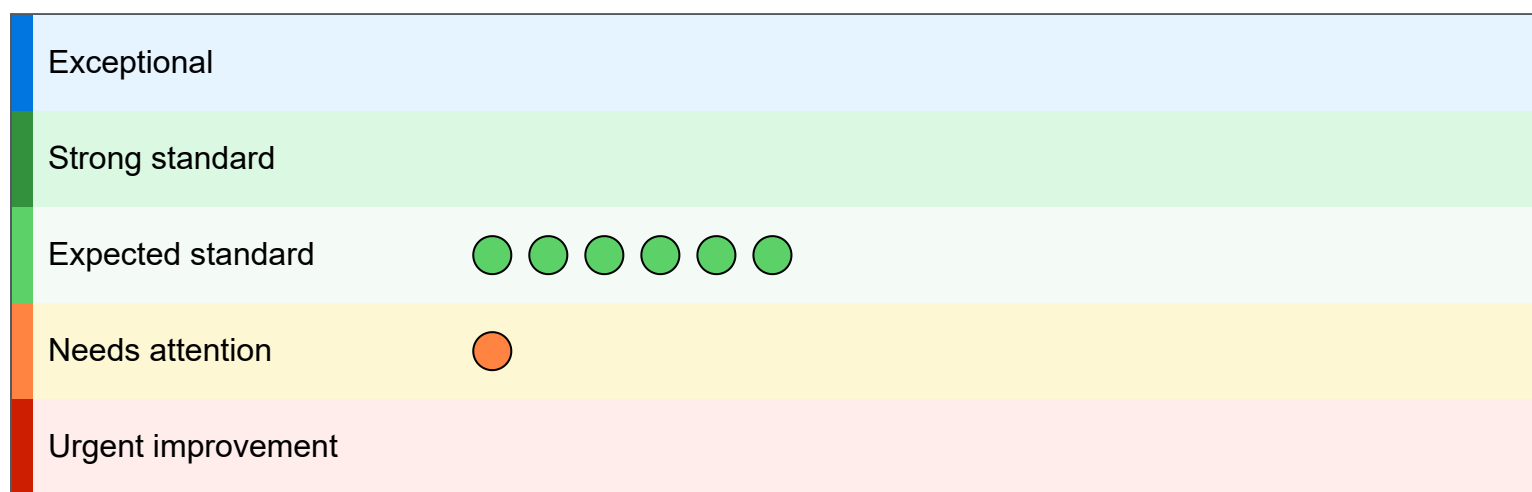 Exceptional
Strong standard
Expected standard
Needs attention
Urgent improvement